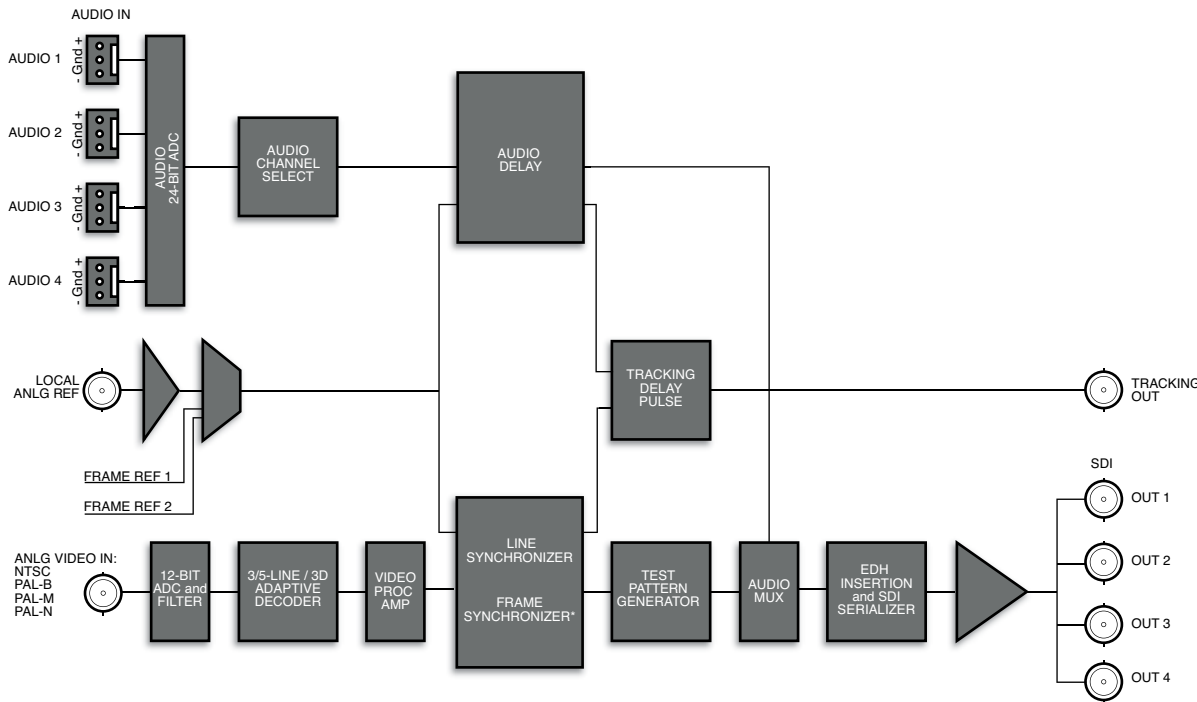 AUDIO IN
AUDIO 1
- Gnd +
AUDIO 2
- Gnd +
AUDIO 3
- Gnd +
AUDIO 4
- Gnd +
AUDIO
24-BIT ADC
AUDIO
CHANNEL
SELECT
AUDIO
DELAY
LOCAL
ANLG REF
FRAME REF 1
FRAME REF 2
TRACKING
DELAY
PULSE
TRACKING
OUT
ANLG VIDEO IN:
NTSC
PAL-B
PAL-M
PAL-N
12-BIT
ADC and
FILTER
3/5-LINE / 3D
ADAPTIVE
DECODER
VIDEO
PROC
AMP
LINE
SYNCHRONIZER
FRAME
SYNCHRONIZER*
TEST
PATTERN
GENERATOR
AUDIO
MUX
EDH
INSERTION
and SDI
SERIALIZER
SDI
OUT 1
OUT 2
OUT 3
OUT 4